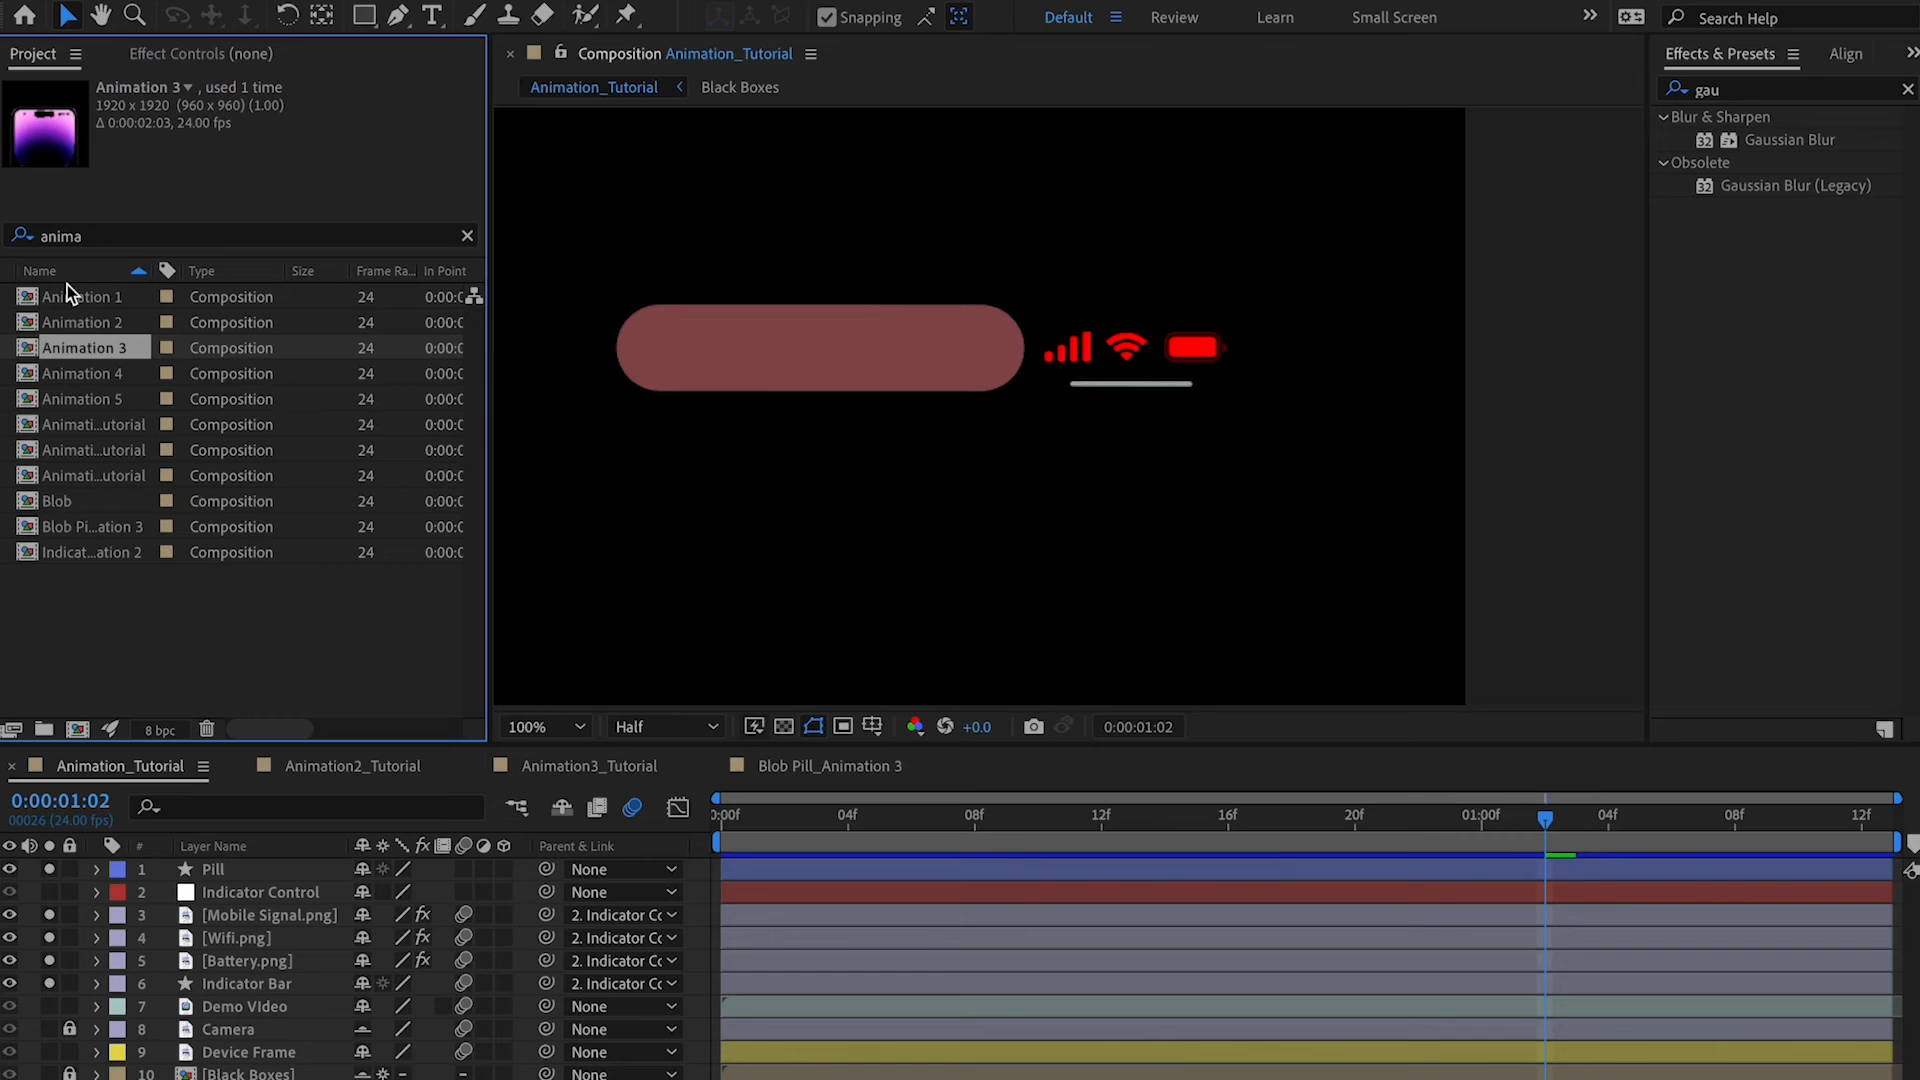 Snapping
Default
Review
Learn
Small Screen
Search Help
Project
Effect Controls (none)
Composition Animation_Tutorial
Effects & Presets
Align
Animation 3 , used 1 time
1920 x 1920 (960 x 960) (1.00)
Δ 0:00:02:03, 24.00 fps
Animation_Tutorial
Black Boxes
gau
Blur & Sharpen
32 Gaussian Blur
Obsolete
32 Gaussian Blur (Legacy)
anima
Name Type Size Frame Ra... In Point
Animation 1 Composition 24 0:00:0
Animation 2 Composition 24 0:00:0
Animation 3 Composition 24 0:00:0
Animation 4 Composition 24 0:00:0
Animation 5 Composition 24 0:00:0
Animati...utorial Composition 24 0:00:0
Animati...utorial Composition 24 0:00:0
Animati...utorial Composition 24 0:00:0
Blob Composition 24 0:00:0
Blob Pi...ation 3 Composition 24 0:00:0
Indicat...ation 2 Composition 24 0:00:0
8 bpc
100% Half +0.0 0:00:01:02
Animation_Tutorial
Animation2_Tutorial
Animation3_Tutorial
Blob Pill_Animation 3
0:00:01:02
00026 (24.00 fps)
0:00f 04f 08f 12f 16f 20f 01:00f 04f 08f 12f
# Layer Name fx Parent & Link
1 Pill None
2 Indicator Control None
3 [Mobile Signal.png] fx 2. Indicator Co
4 [Wifi.png] fx 2. Indicator Co
5 [Battery.png] fx 2. Indicator Co
6 Indicator Bar 2. Indicator Co
7 Demo VIdeo None
8 Camera None
9 Device Frame None
10 [Black Boxes] None